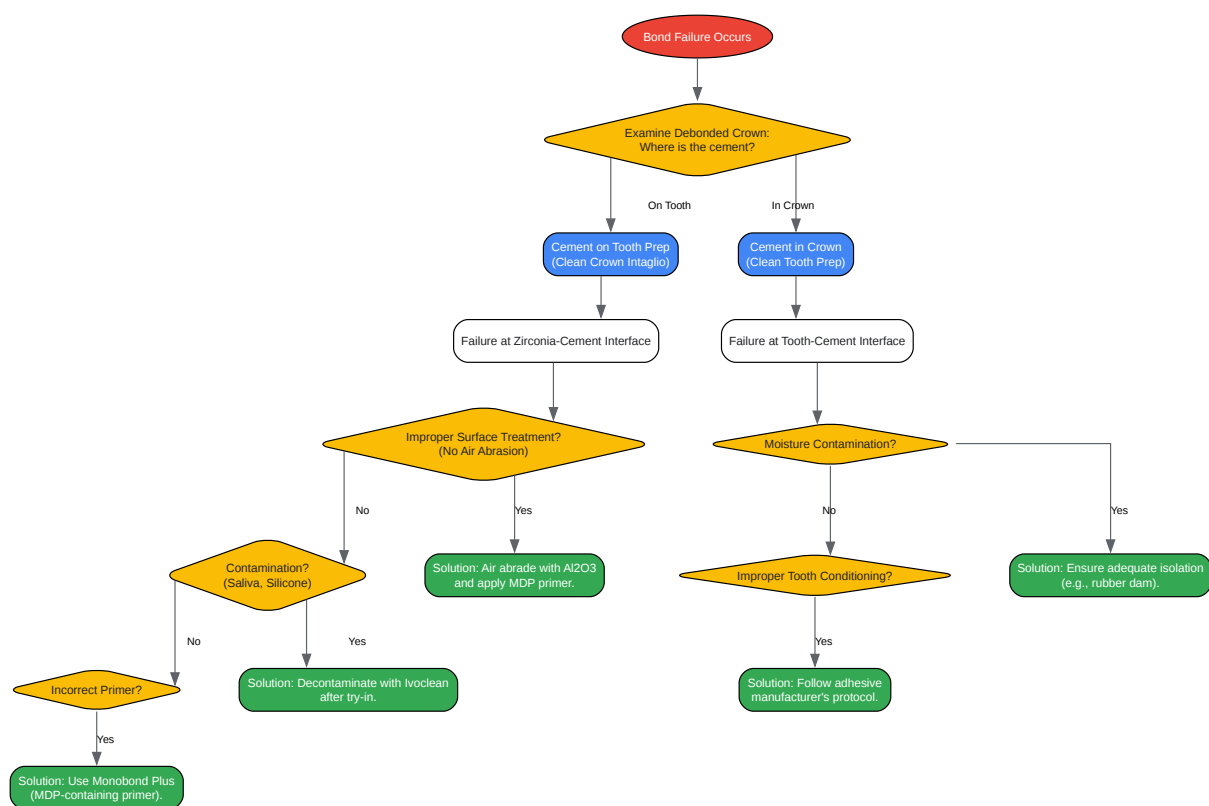 Bond Failure Occurs
Examine Debonded Crown:
Where is the cement?
On Tooth
In Crown
Cement on Tooth Prep
(Clean Crown Intaglio)
Cement in Crown
(Clean Tooth Prep)
Failure at Zirconia-Cement Interface
Failure at Tooth-Cement Interface
Improper Surface Treatment?
(No Air Abrasion)
Moisture Contamination?
No
Yes
No
Yes
Contamination?
(Saliva, Silicone)
Solution: Air abrade with Al2O3
and apply MDP primer.
Improper Tooth Conditioning?
Solution: Ensure adequate isolation
(e.g., rubber dam).
No
Yes
Yes
Incorrect Primer?
Solution: Decontaminate with Ivoclean
after try-in.
Solution: Follow adhesive
manufacturer's protocol.
Yes
Solution: Use Monobond Plus
(MDP-containing primer).